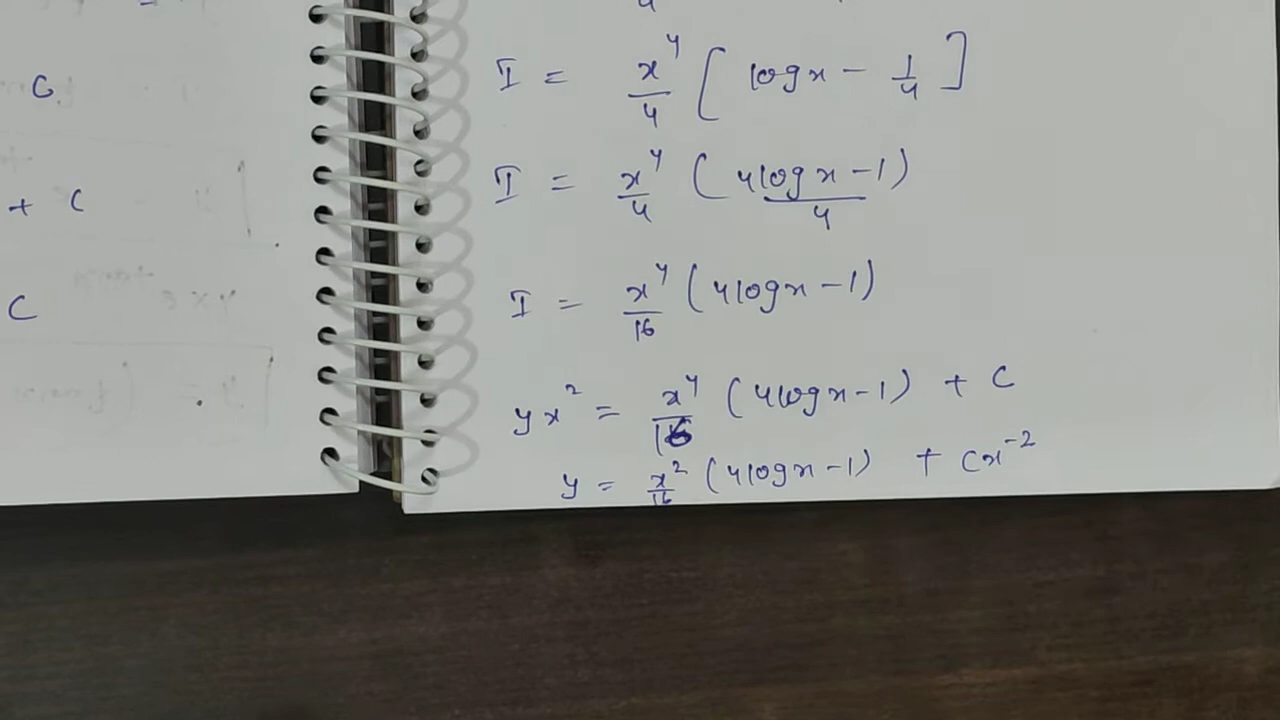 C
+ C
C
I = x⁴/4 [ log x − 1/4 ]
I = x⁴/4 ( 4 log x − 1)/4
I = x⁴/16 (4 log x − 1)
y x² = x⁴/16 (4 log x − 1) + C
y = x²/16 (4 log x − 1) + C x⁻²